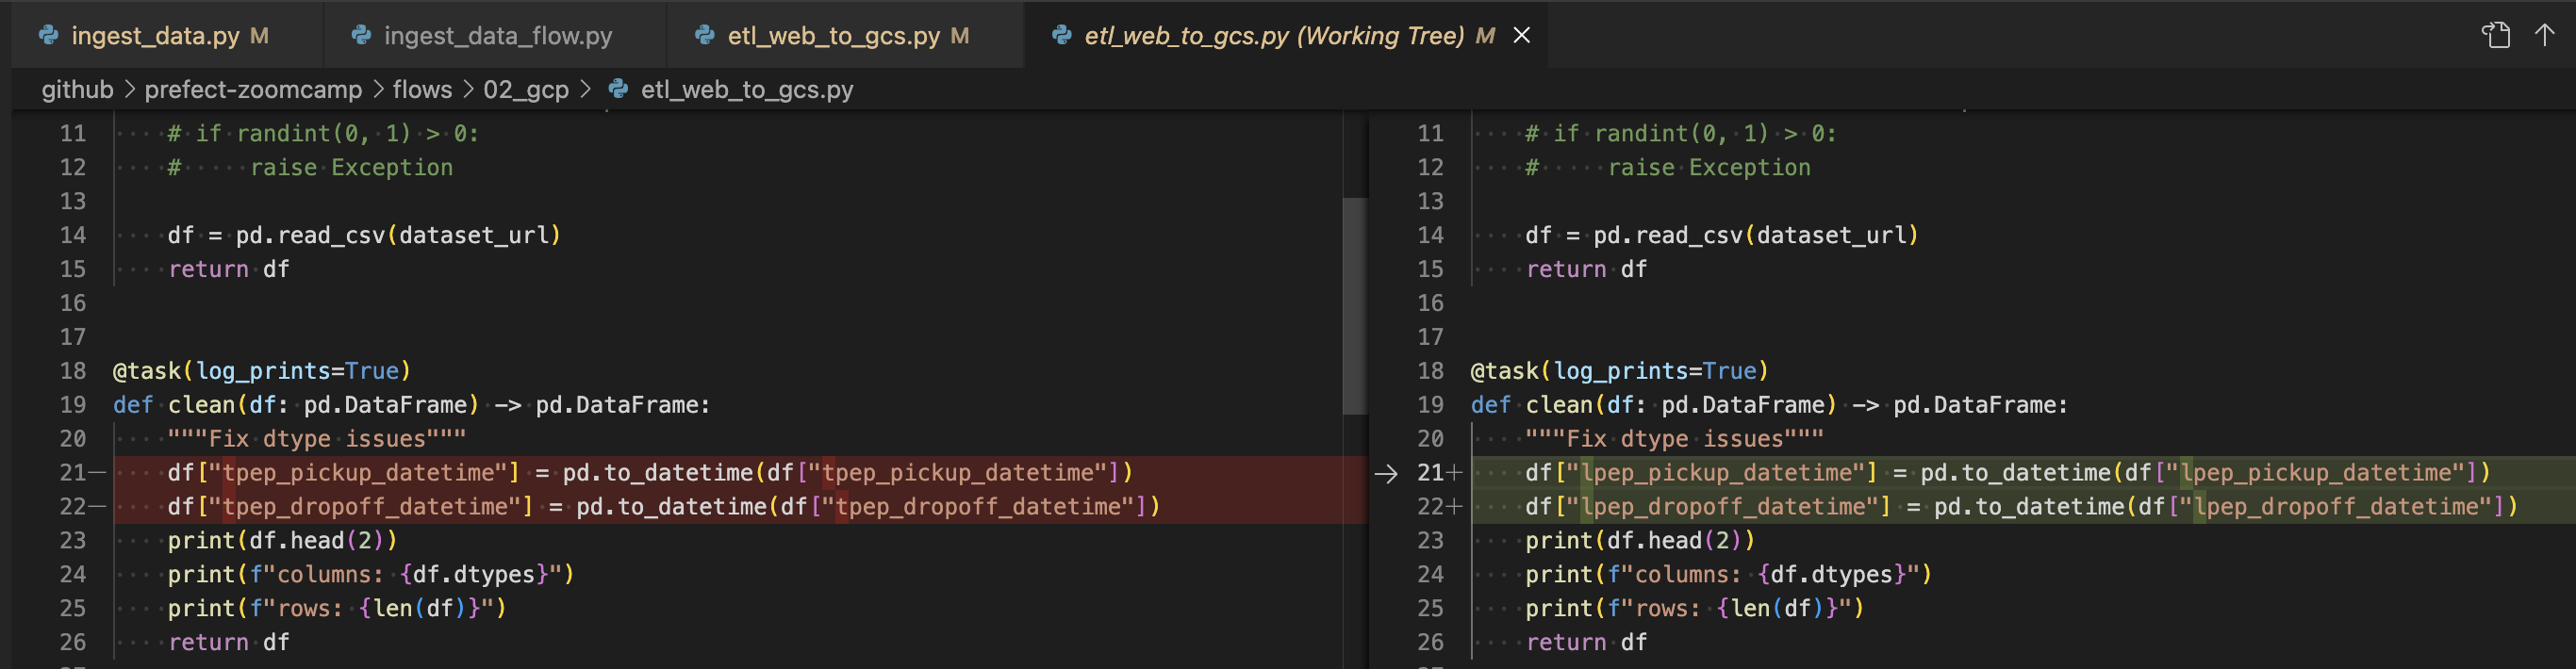 ingest_data.py M
ingest_data_flow.py
etl_web_to_gcs.py M
etl_web_to_gcs.py (Working Tree) M
github > prefect-zoomcamp > flows > 02_gcp > etl_web_to_gcs.py
11 # if randint(0, 1) > 0:
12 #     raise Exception
13
14 df = pd.read_csv(dataset_url)
15 return df
16
17
18 @task(log_prints=True)
19 def clean(df: pd.DataFrame) -> pd.DataFrame:
20 """Fix dtype issues"""
21— df["tpep_pickup_datetime"] = pd.to_datetime(df["tpep_pickup_datetime"])
22— df["tpep_dropoff_datetime"] = pd.to_datetime(df["tpep_dropoff_datetime"])
23 print(df.head(2))
24 print(f"columns: {df.dtypes}")
25 print(f"rows: {len(df)}")
26 return df
11 # if randint(0, 1) > 0:
12 #     raise Exception
13
14 df = pd.read_csv(dataset_url)
15 return df
16
17
18 @task(log_prints=True)
19 def clean(df: pd.DataFrame) -> pd.DataFrame:
20 """Fix dtype issues"""
21+ df["lpep_pickup_datetime"] = pd.to_datetime(df["lpep_pickup_datetime"])
22+ df["lpep_dropoff_datetime"] = pd.to_datetime(df["lpep_dropoff_datetime"])
23 print(df.head(2))
24 print(f"columns: {df.dtypes}")
25 print(f"rows: {len(df)}")
26 return df